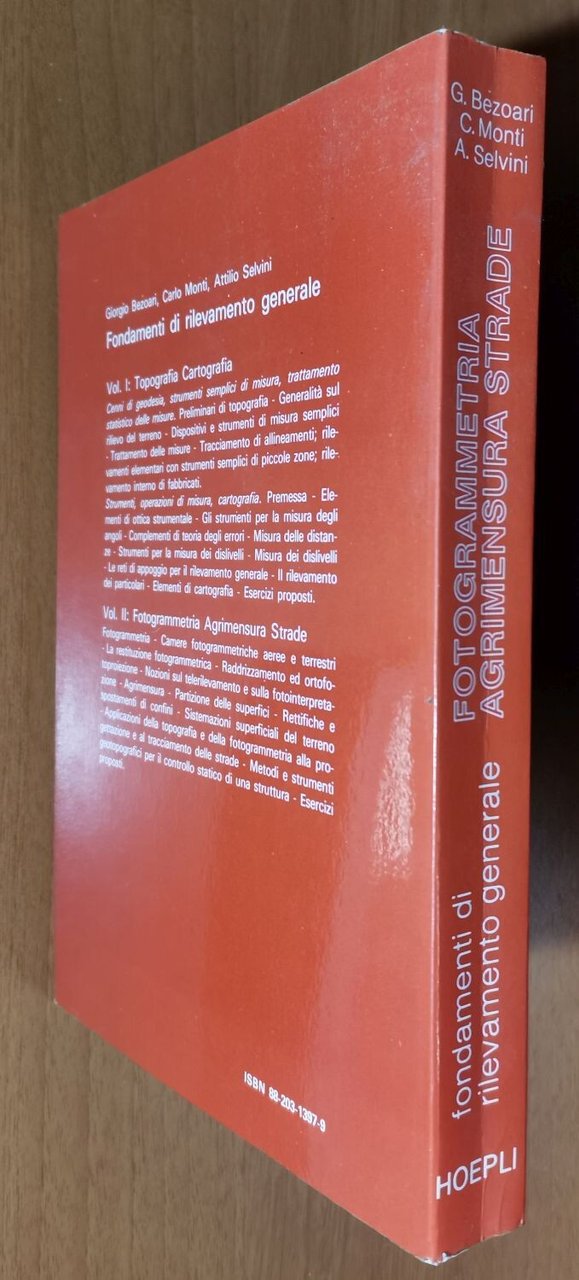 Giorgio Bezoari, Carlo Monti, Attilio Selvini
Fondamenti di rilevamento generale
Vol. I: Topografia Cartografia
Cenni di geodesia, strumenti semplici di misura, trattamento
statistico delle misure. Preliminari di topografia - Generalità sul
rilievo del terreno - Dispositivi e strumenti di misura semplici
- Trattamento delle misure - Tracciamento di allineamenti; rile-
vamenti elementari con strumenti semplici di piccole zone; rile-
vamento interno di fabbricati.
Strumenti, operazioni di misura, cartografia. Premessa - Ele-
menti di ottica strumentale - Gli strumenti per la misura degli
angoli - Complementi di teoria degli errori - Misura delle distan-
ze - Strumenti per la misura dei dislivelli - Misura dei dislivelli
- Le reti di appoggio per il rilevamento generale - Il rilevamento
dei particolari - Elementi di cartografia - Esercizi proposti.
Vol. II: Fotogrammetria Agrimensura Strade
Fotogrammetria - Camere fotogrammetriche aeree e terrestri
- La restituzione fotogrammetrica - Raddrizzamento ed ortofo-
toproiezione - Nozioni sul telerilevamento e sulla fotointerpreta-
zione - Agrimensura - Partizione delle superfici - Rettifiche e
spostamenti di confini - Sistemazioni superficiali del terreno
- Applicazioni della topografia e della fotogrammetria alla pro-
gettazione e al tracciamento delle strade - Metodi e strumenti
geotopografici per il controllo statico di una struttura - Esercizi
proposti.
ISBN 88-203-1397-9
G. Bezoari
C. Monti
A. Selvini
FOTOGRAMMETRIA
AGRIMENSURA STRADE
fondamenti di
rilevamento generale
HOEPLI